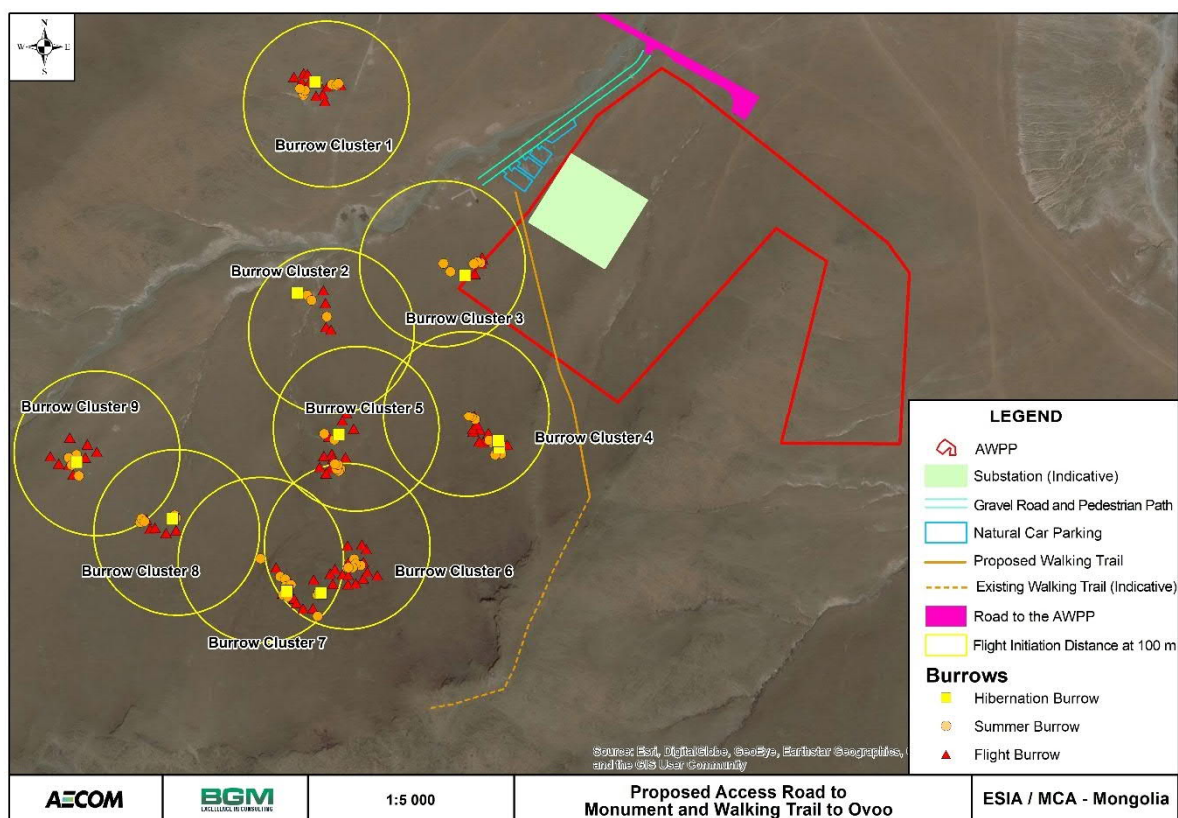 N
W
E
S
Burrow Cluster 1
Burrow Cluster 2
Burrow Cluster 3
Burrow Cluster 9
Burrow Cluster 5
Burrow Cluster 4
Burrow Cluster 8
Burrow Cluster 6
Burrow Cluster 7
LEGEND
AWPP
Substation (Indicative)
Gravel Road and Pedestrian Path
Natural Car Parking
Proposed Walking Trail
Existing Walking Trail (Indicative)
Road to the AWPP
Flight Initiation Distance at 100 m
Burrows
Hibernation Burrow
Summer Burrow
Flight Burrow
Source: Esri, DigitalGlobe, GeoEye, Earthstar Geographics,
and the GIS User Community
AECOM
BGM
EXCELLENCE IN CONSULTING
1:5 000
Proposed Access Road to
Monument and Walking Trail to Ovoo
ESIA / MCA - Mongolia